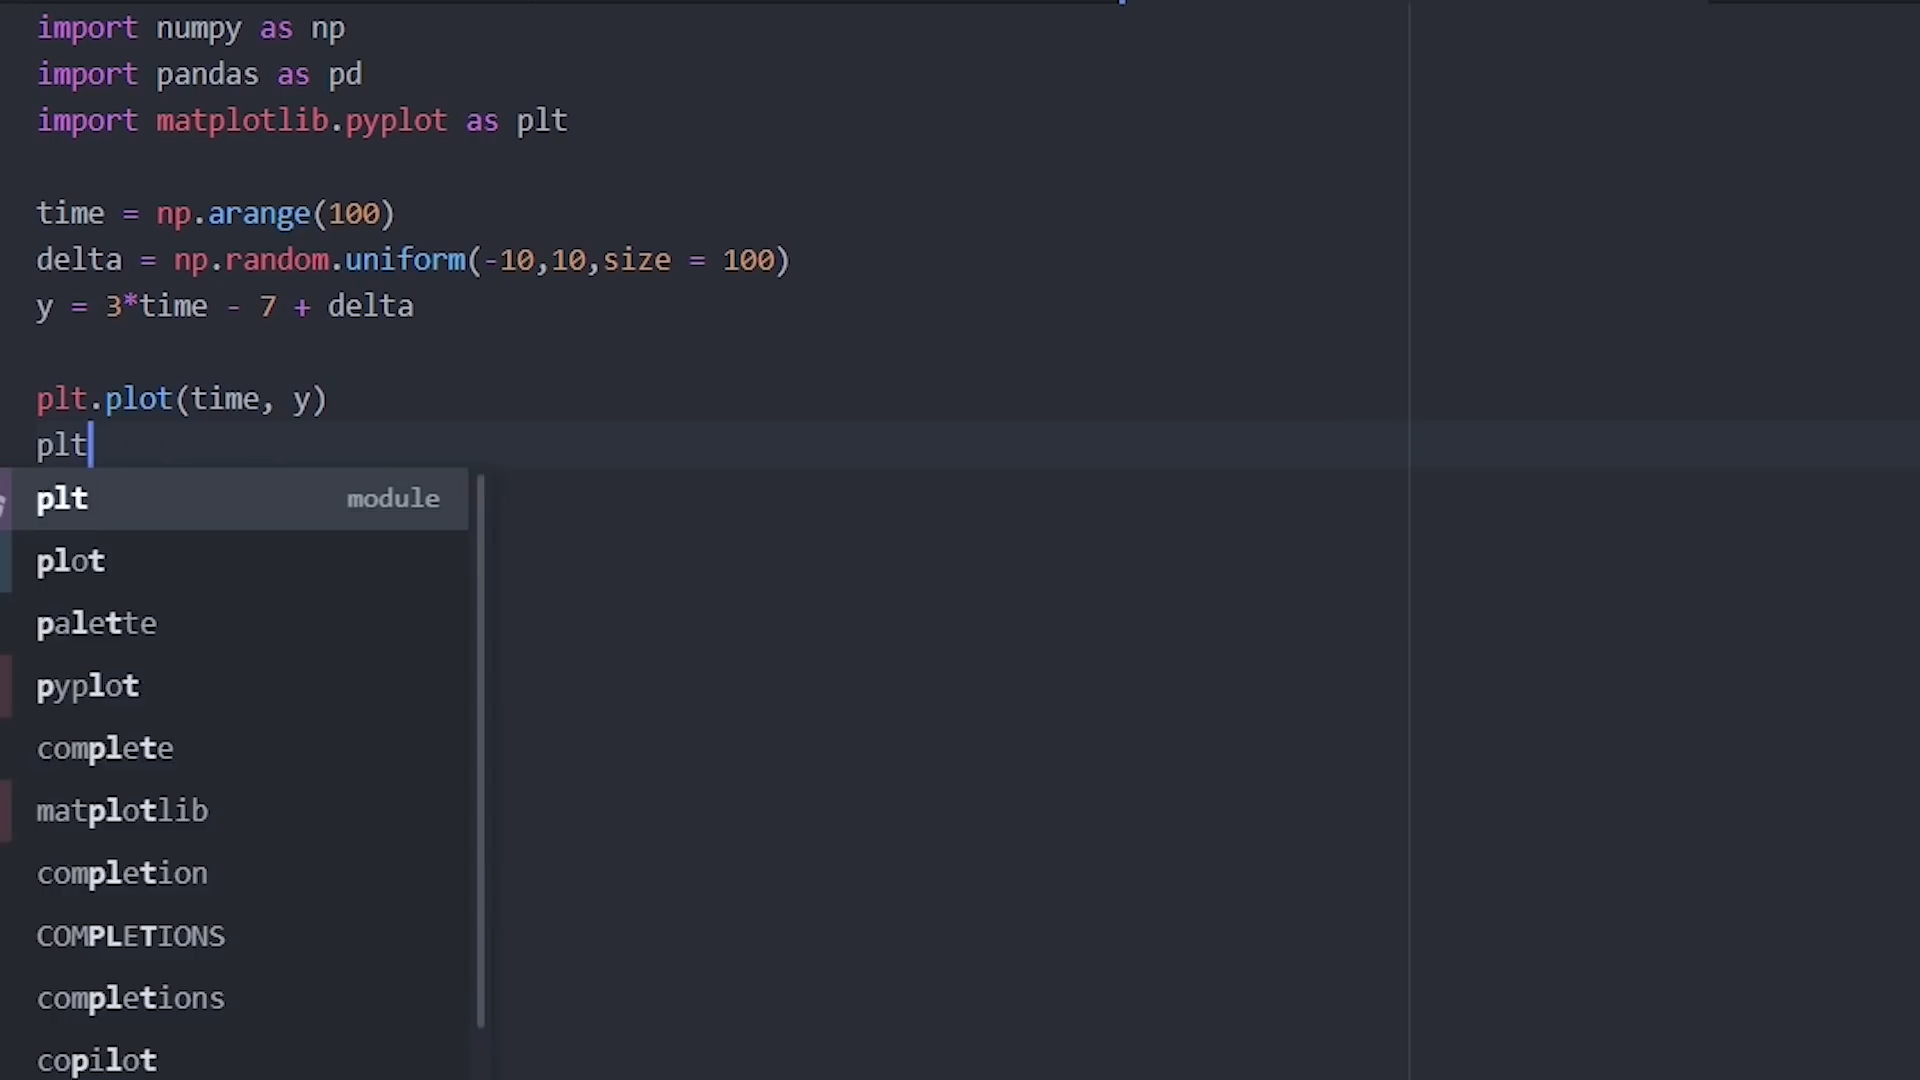 import numpy as np
import pandas as pd
import matplotlib.pyplot as plt
time = np.arange(100)
delta = np.random.uniform(-10,10,size = 100)
y = 3*time - 7 + delta
plt.plot(time, y)
plt
plt module
plot
palette
pyplot
complete
matplotlib
completion
COMPLETIONS
completions
copilot